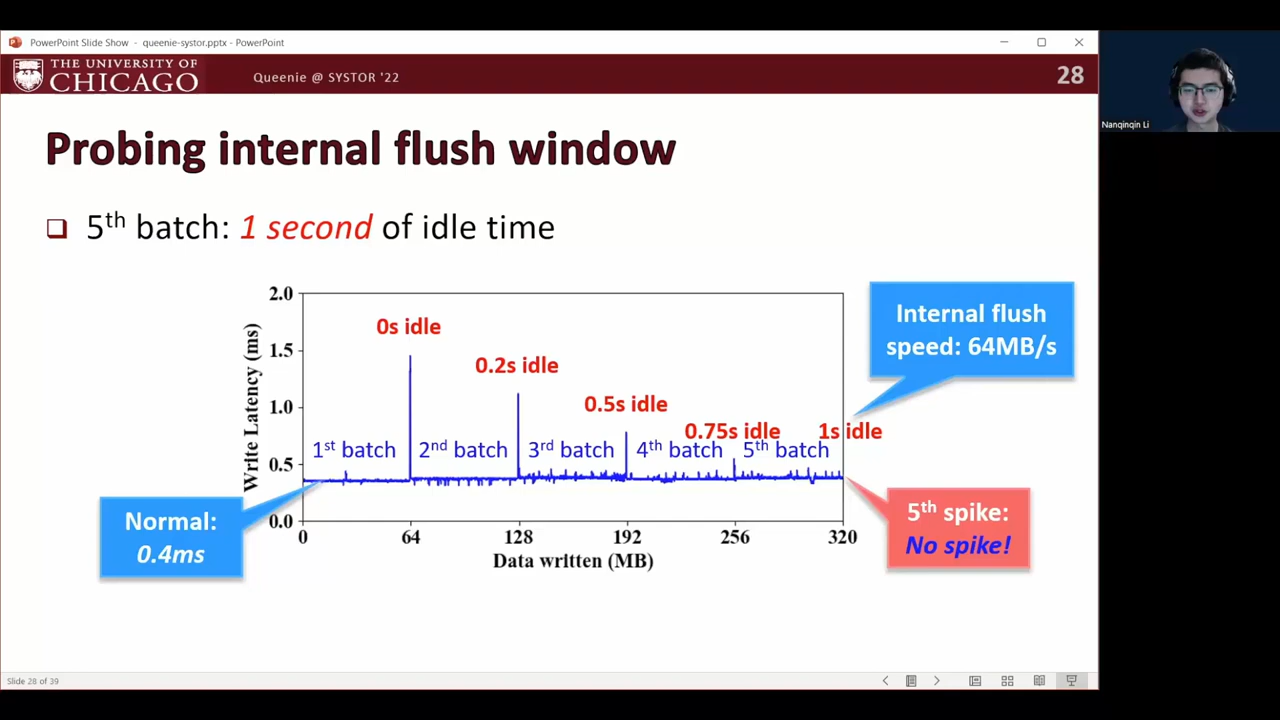 PowerPoint Slide Show - queenie-systor.pptx - PowerPoint
THE UNIVERSITY OF
CHICAGO
Queenie @ SYSTOR '22
28
Nanqinqin Li
Probing internal flush window
5th batch: 1 second of idle time
2.0
1.5
1.0
0.5
0.0
Write Latency (ms)
0s idle
0.2s idle
0.5s idle
0.75s idle
1s idle
1st batch
2nd batch
3rd batch
4th batch
5th batch
Internal flush
speed: 64MB/s
Normal:
0.4ms
5th spike:
No spike!
0 64 128 192 256 320
Data written (MB)
Slide 28 of 39